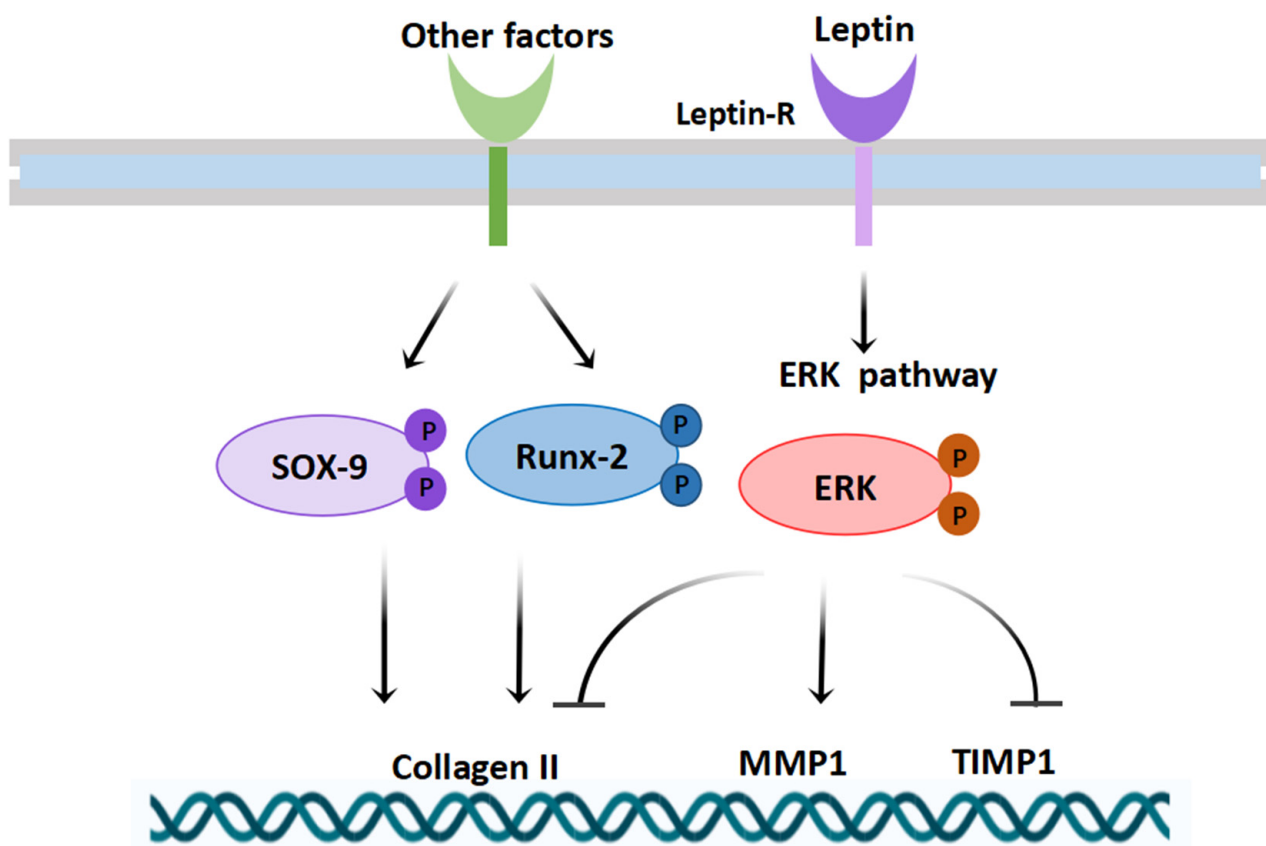 Other factors
Leptin
Leptin-R
ERK pathway
SOX-9
P
P
Runx-2
P
P
ERK
P
P
Collagen II
MMP1
TIMP1